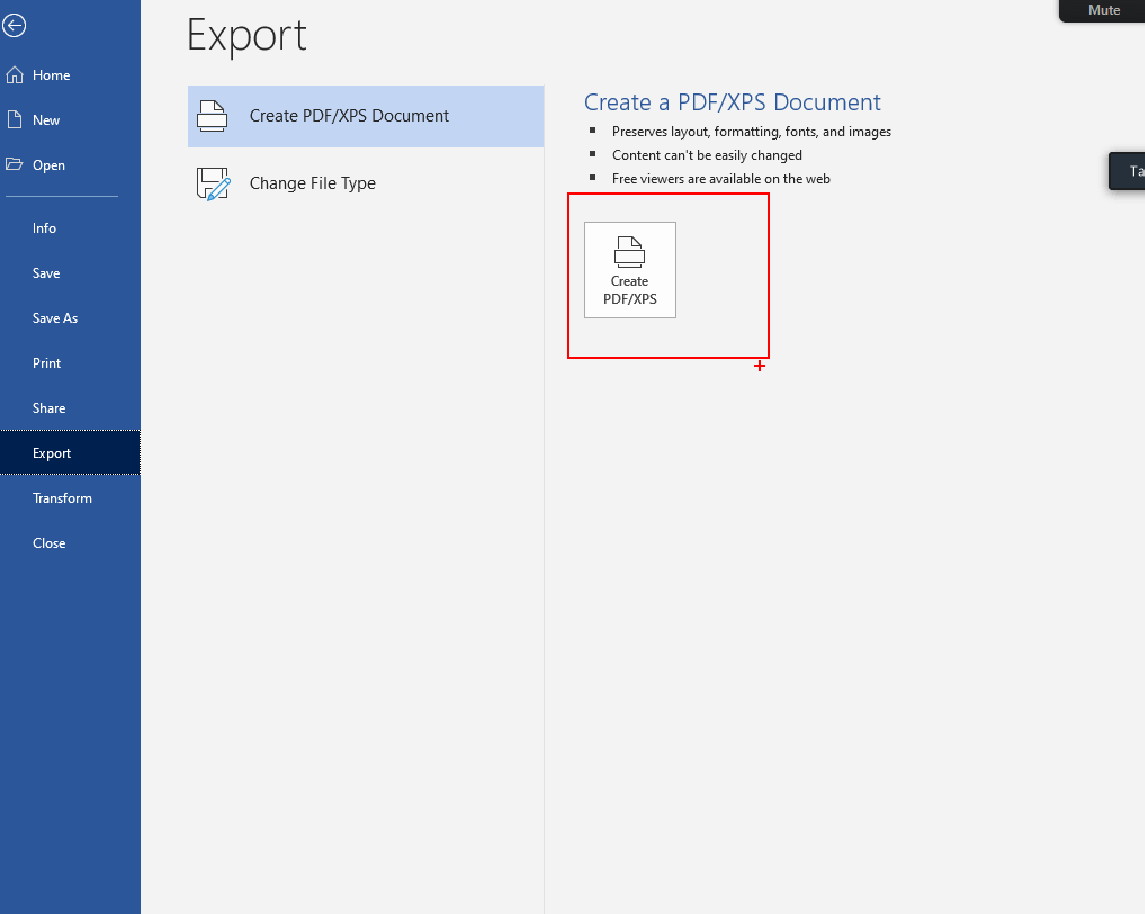 Mute
Export
Home
New
Open
Info
Save
Save As
Print
Share
Export
Transform
Close
Create PDF/XPS Document
Change File Type
Create a PDF/XPS Document
Preserves layout, formatting, fonts, and images
Content can't be easily changed
Free viewers are available on the web
Create
PDF/XPS